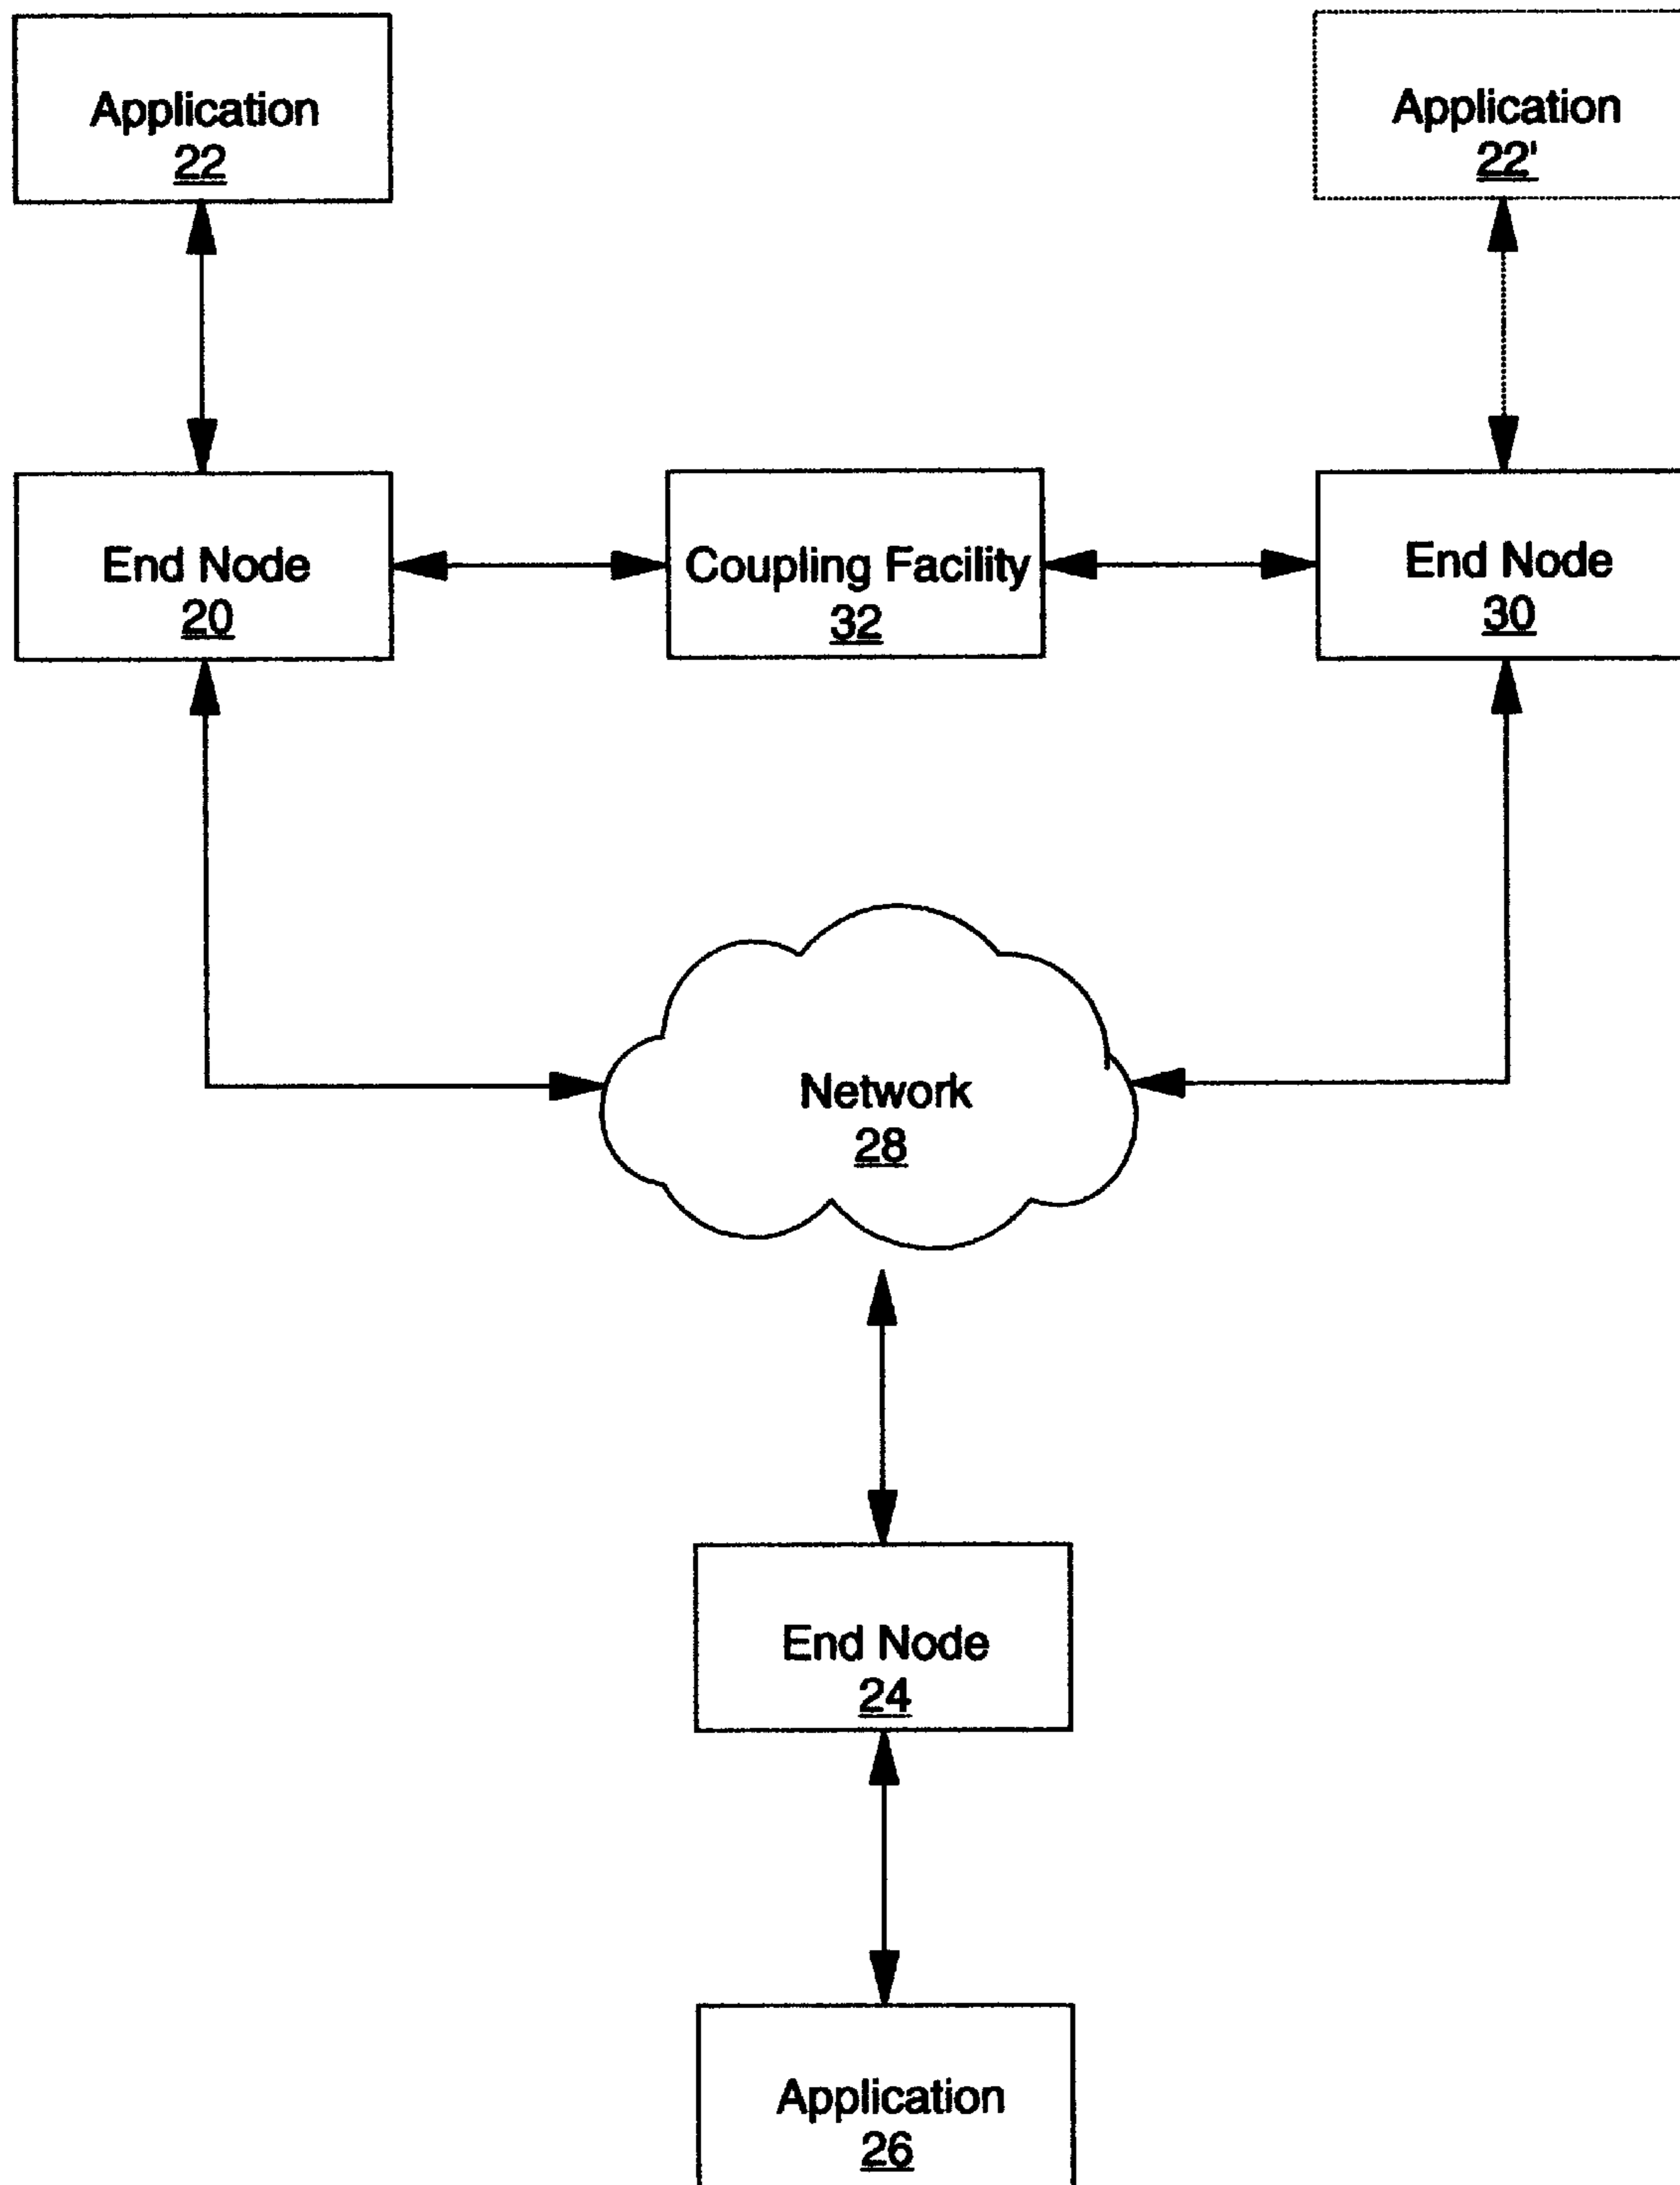 Application
22
Application
22'
End Node
20
Coupling Facility
32
End Node
30
Network
28
End Node
24
Application
26